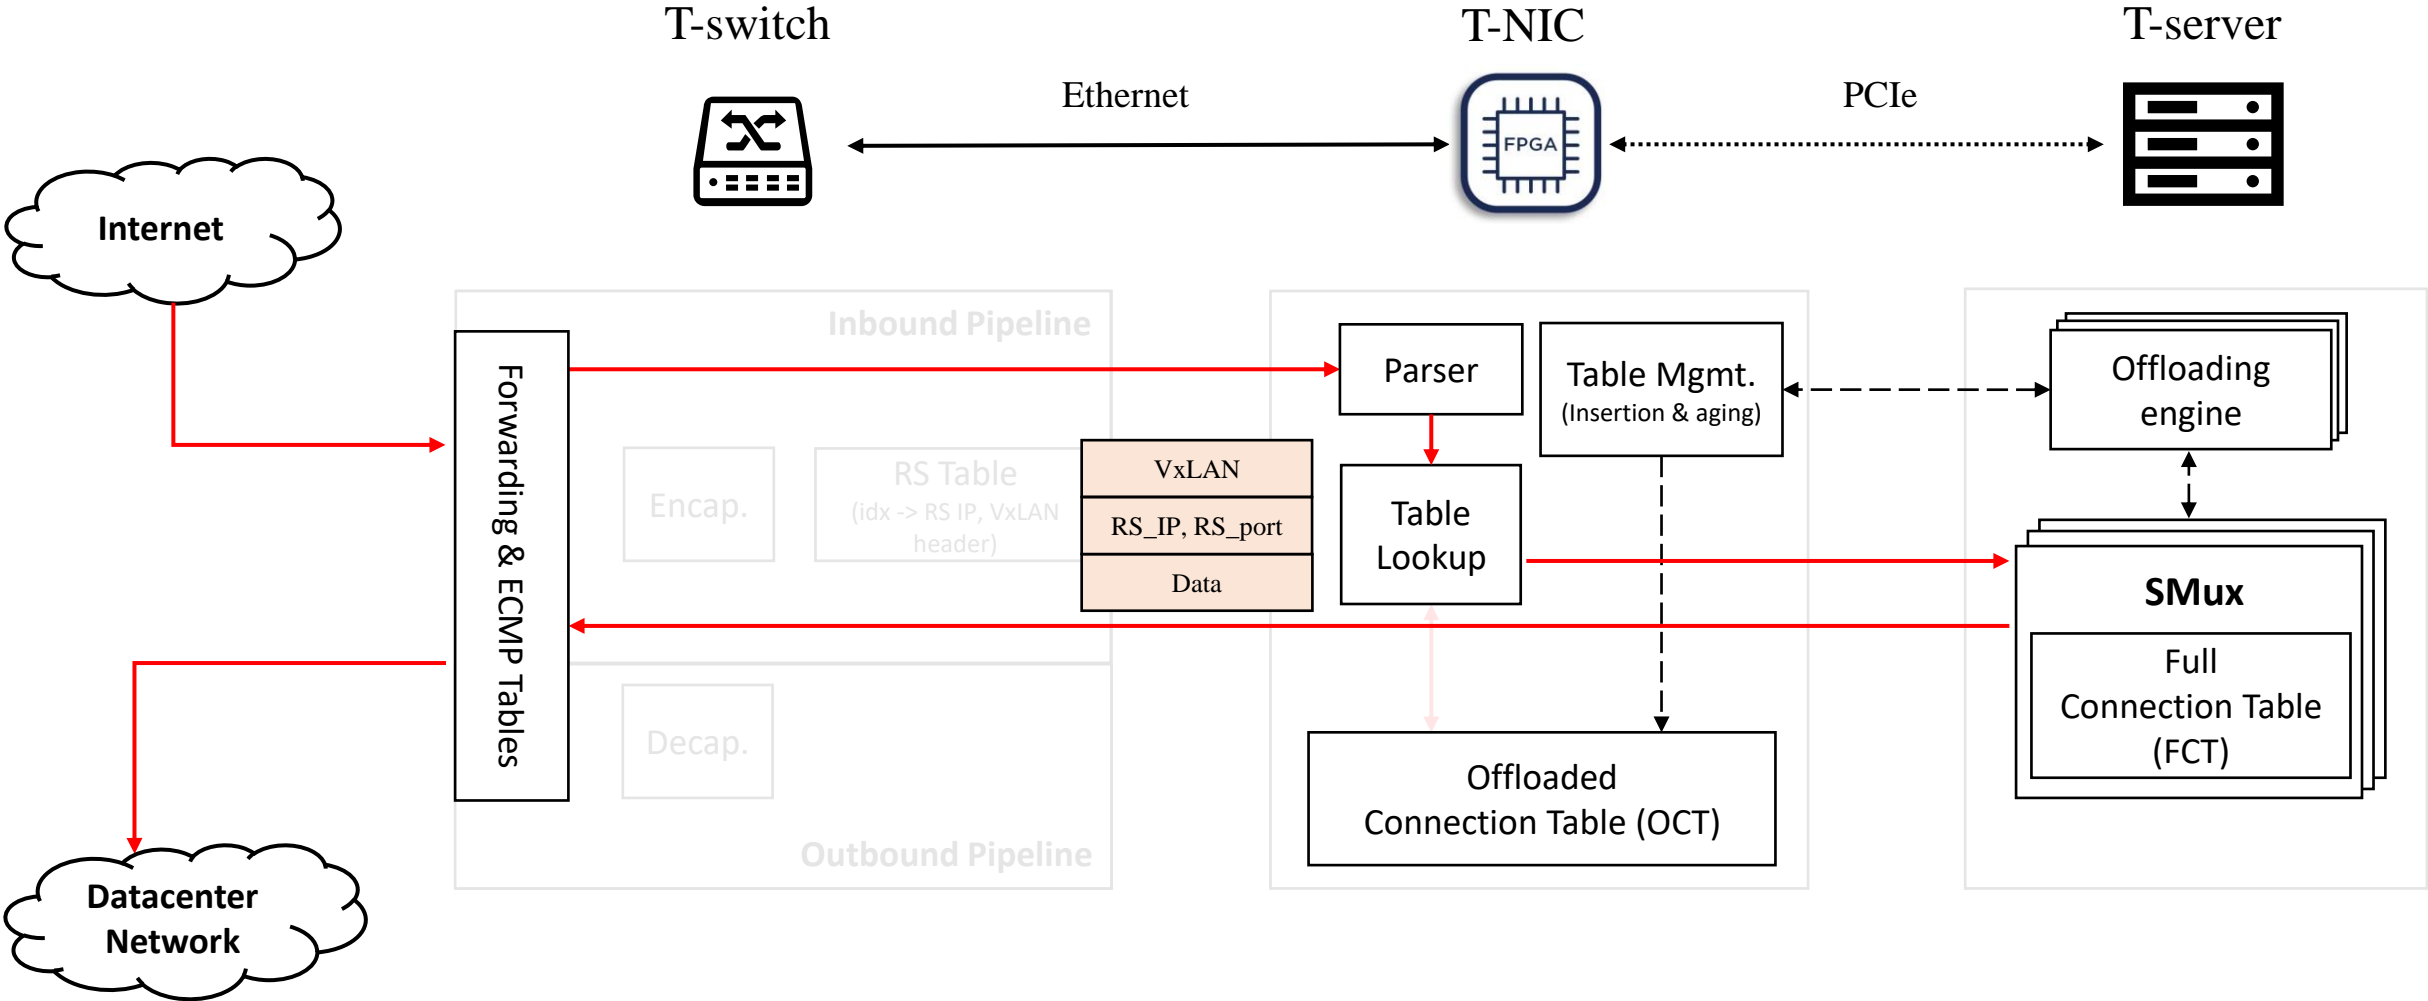 T-switch
T-NIC
T-server
Ethernet
PCIe
FPGA
Internet
Inbound Pipeline
Forwarding & ECMP Tables
Parser
Table Mgmt.
(Insertion & aging)
Offloading
engine
VxLAN
RS_IP, RS_port
Data
Encap.
RS Table
(idx -> RS IP, VxLAN
header)
Table
Lookup
SMux
Full
Connection Table
(FCT)
Decap.
Offloaded
Connection Table (OCT)
Outbound Pipeline
Datacenter
Network